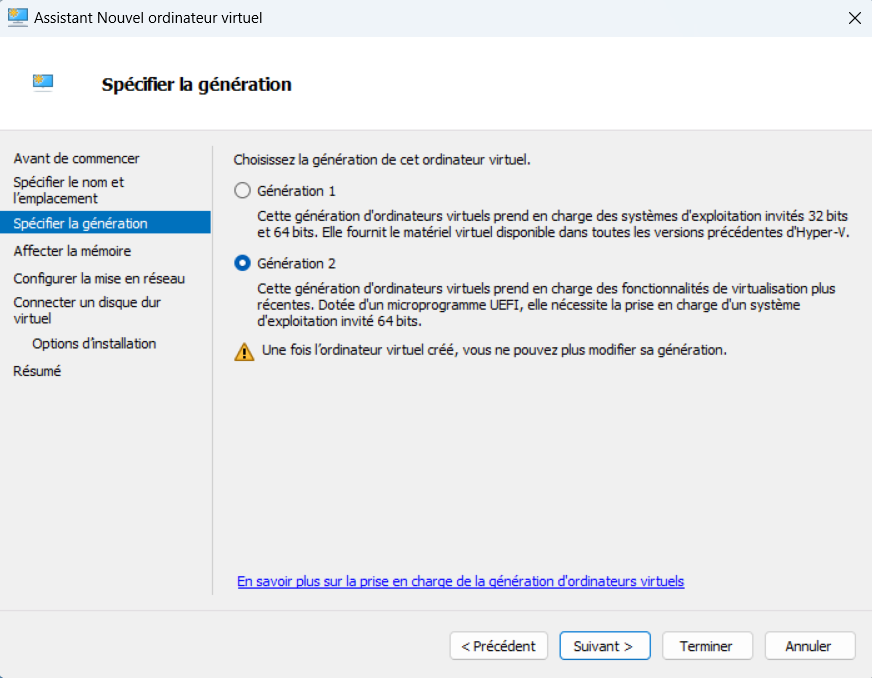 Assistant Nouvel ordinateur virtuel
Spécifier la génération
Avant de commencer
Spécifier le nom et
l'emplacement
Spécifier la génération
Affecter la mémoire
Configurer la mise en réseau
Connecter un disque dur
virtuel
Options d'installation
Résumé
Choisissez la génération de cet ordinateur virtuel.
Génération 1
Cette génération d'ordinateurs virtuels prend en charge des systèmes d'exploitation invités 32 bits
et 64 bits. Elle fournit le matériel virtuel disponible dans toutes les versions précédentes d'Hyper-V.
Génération 2
Cette génération d'ordinateurs virtuels prend en charge des fonctionnalités de virtualisation plus
récentes. Dotée d'un microprogramme UEFI, elle nécessite la prise en charge d'un système
d'exploitation invité 64 bits.
Une fois l'ordinateur virtuel créé, vous ne pouvez plus modifier sa génération.
En savoir plus sur la prise en charge de la génération d'ordinateurs virtuels
< Précédent
Suivant >
Terminer
Annuler